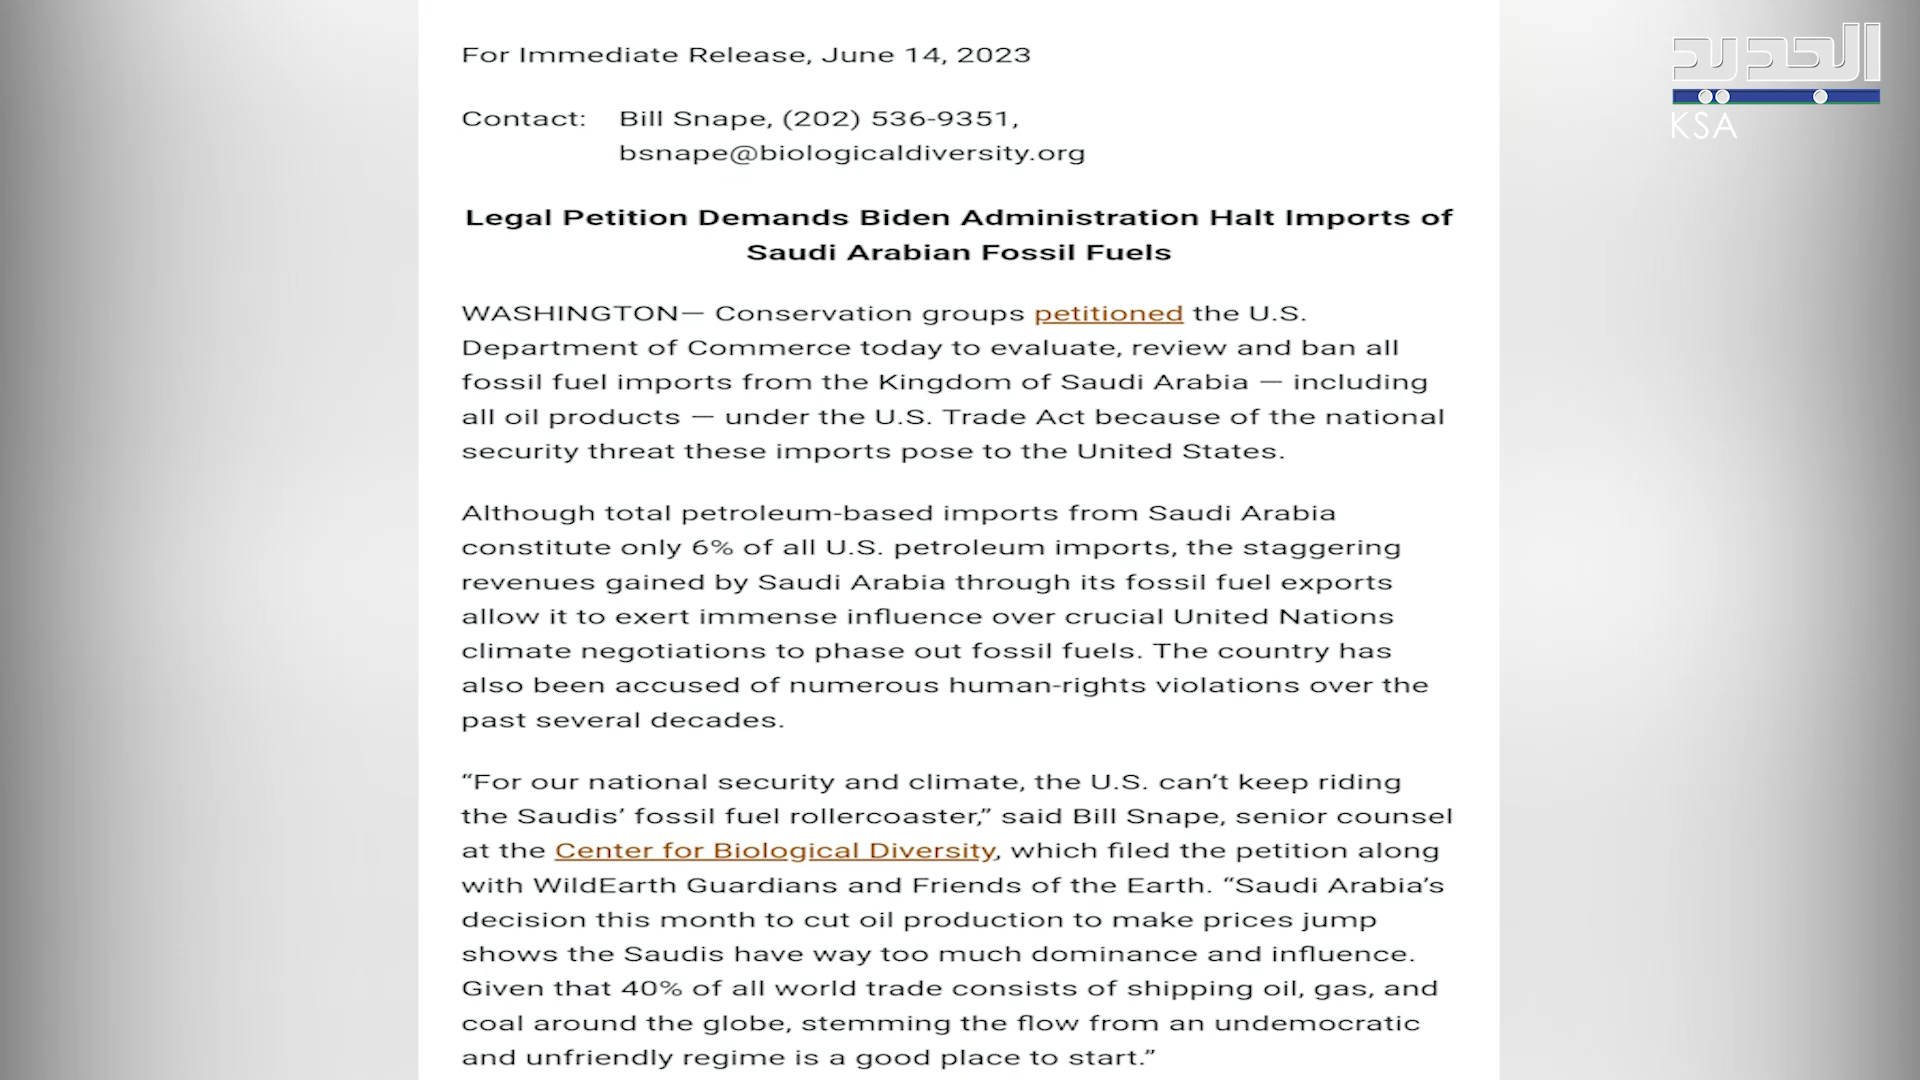 For Immediate Release, June 14, 2023
الجديد
KSA
Contact: Bill Snape, (202) 536-9351,
bsnape@biologicaldiversity.org
Legal Petition Demands Biden Administration Halt Imports of
Saudi Arabian Fossil Fuels
WASHINGTON— Conservation groups petitioned the U.S.
Department of Commerce today to evaluate, review and ban all
fossil fuel imports from the Kingdom of Saudi Arabia — including
all oil products — under the U.S. Trade Act because of the national
security threat these imports pose to the United States.
Although total petroleum-based imports from Saudi Arabia
constitute only 6% of all U.S. petroleum imports, the staggering
revenues gained by Saudi Arabia through its fossil fuel exports
allow it to exert immense influence over crucial United Nations
climate negotiations to phase out fossil fuels. The country has
also been accused of numerous human-rights violations over the
past several decades.
“For our national security and climate, the U.S. can’t keep riding
the Saudis’ fossil fuel rollercoaster,” said Bill Snape, senior counsel
at the Center for Biological Diversity, which filed the petition along
with WildEarth Guardians and Friends of the Earth. “Saudi Arabia’s
decision this month to cut oil production to make prices jump
shows the Saudis have way too much dominance and influence.
Given that 40% of all world trade consists of shipping oil, gas, and
coal around the globe, stemming the flow from an undemocratic
and unfriendly regime is a good place to start.”